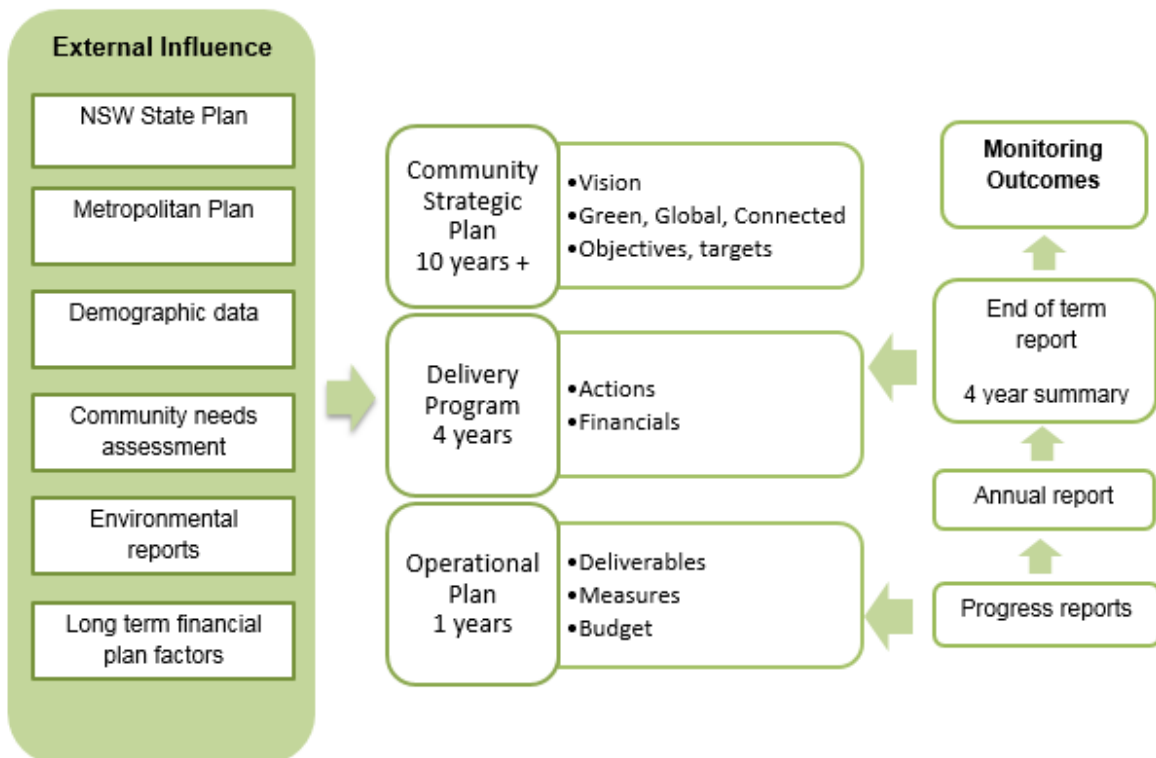 External Influence
NSW State Plan
Metropolitan Plan
Demographic data
Community needs
assessment
Environmental
reports
Long term financial
plan factors
Community
Strategic
Plan
10 years +
•Vision
•Green, Global, Connected
•Objectives, targets
Delivery
Program
4 years
•Actions
•Financials
Operational
Plan
1 years
•Deliverables
•Measures
•Budget
Monitoring
Outcomes
End of term
report
4 year summary
Annual report
Progress reports